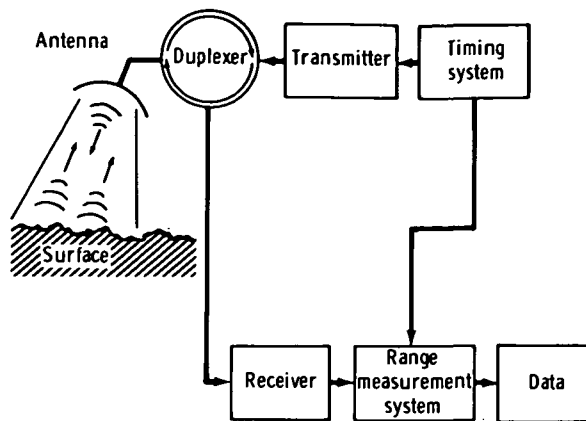 Antenna
Duplexer
Transmitter
Timing
system
Surface
Receiver
Range
measurement
system
Data